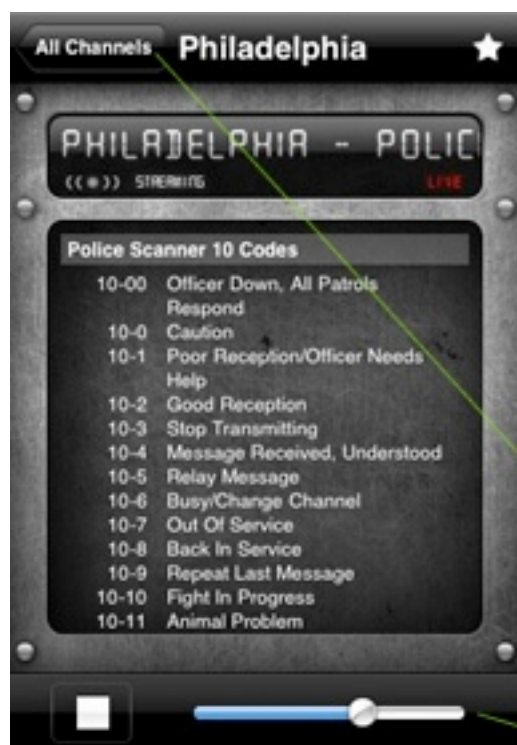 All Channels Philadelphia
PHILADELPHIA - POLIC
((●)) STREAMING LIVE
Police Scanner 10 Codes
10-00 Officer Down, All Patrols
Respond
10-0 Caution
10-1 Poor Reception/Officer Needs
Help
10-2 Good Reception
10-3 Stop Transmitting
10-4 Message Received, Understood
10-5 Relay Message
10-6 Busy/Change Channel
10-7 Out Of Service
10-8 Back In Service
10-9 Repeat Last Message
10-10 Fight In Progress
10-11 Animal Problem